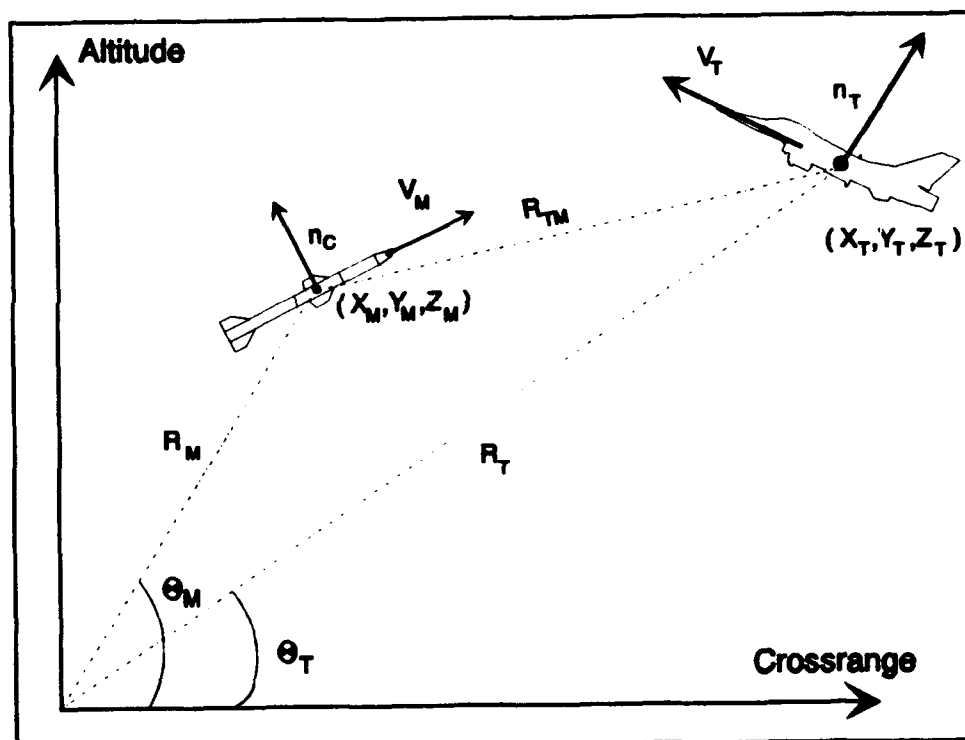 Altitude
V_T
n_T
V_M
n_C
R_TM
(X_T,Y_T,Z_T)
(X_M,Y_M,Z_M)
R_M
R_T
Θ_M
Θ_T
Crossrange